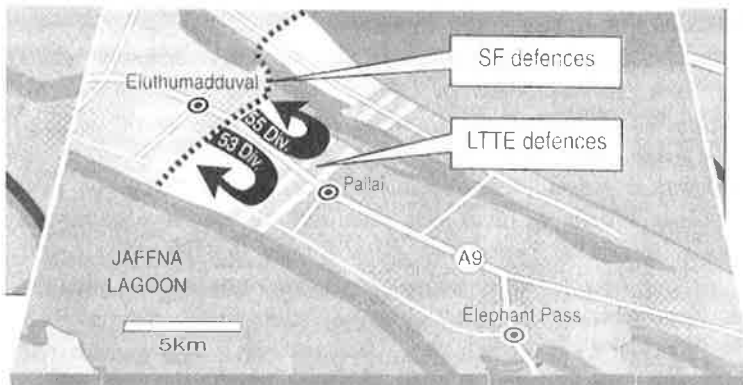 SF defences
Eluthumadduval
55 Div.
53 Div.
LTTE defences
Pallai
JAFFNA
LAGOON
A9
Elephant Pass
5km